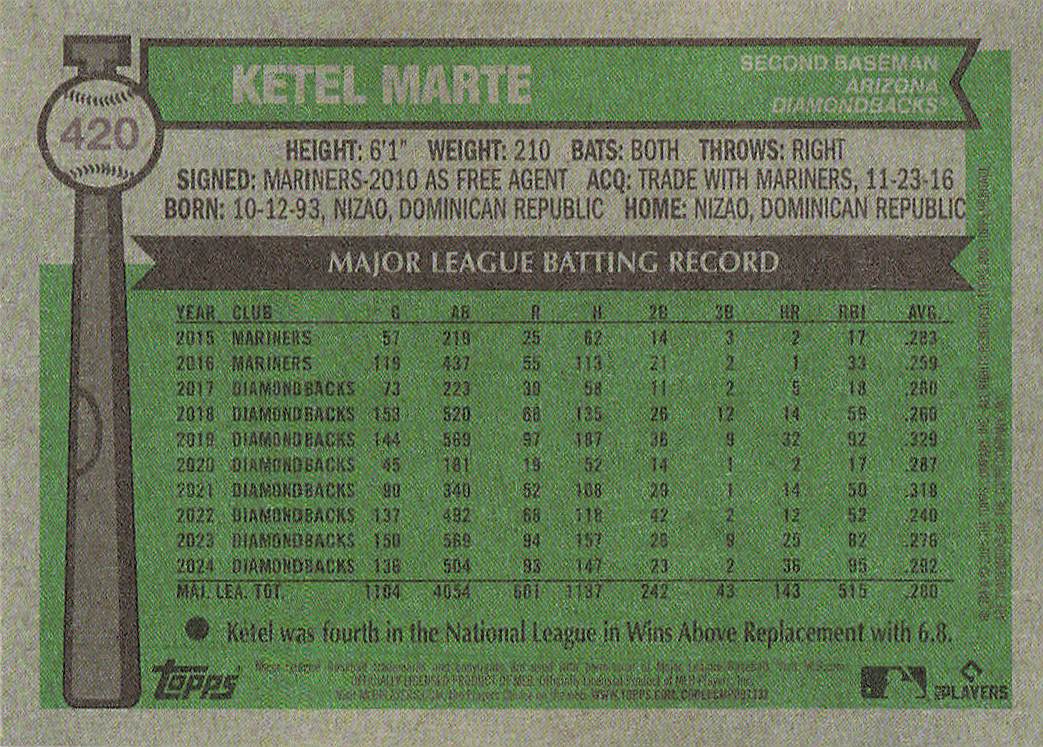 420
KETEL MARTE
SECOND BASEMAN
ARIZONA
DIAMONDBACKS®
HEIGHT: 6'1" WEIGHT: 210 BATS: BOTH THROWS: RIGHT
SIGNED: MARINERS-2010 AS FREE AGENT ACQ: TRADE WITH MARINERS, 11-23-16
BORN: 10-12-93, NIZAO, DOMINICAN REPUBLIC HOME: NIZAO, DOMINICAN REPUBLIC
MAJOR LEAGUE BATTING RECORD
YEAR CLUB G AB R H 2B 3B HR RBI AVG.
2015 MARINERS 57 219 25 62 14 3 2 17 .283
2016 MARINERS 119 437 55 113 21 2 1 33 .259
2017 DIAMONDBACKS 73 223 30 58 11 2 5 18 .260
2018 DIAMONDBACKS 153 520 68 135 26 12 14 59 .260
2019 DIAMONDBACKS 144 569 97 187 36 9 32 92 .329
2020 DIAMONDBACKS 45 181 19 52 14 1 2 17 .287
2021 DIAMONDBACKS 90 340 52 108 29 1 14 50 .318
2022 DIAMONDBACKS 137 492 68 118 42 2 12 52 .240
2023 DIAMONDBACKS 150 569 94 157 26 9 25 82 .276
2024 DIAMONDBACKS 136 504 93 147 23 2 36 95 .292
MAJ. LEA. TOT. 1104 4054 601 1137 242 43 143 515 .280
● Ketel was fourth in the National League in Wins Above Replacement with 6.8.
topps
OFFICIALLY LICENSED PRODUCT OF MLB Players, Inc.
PLAYERS